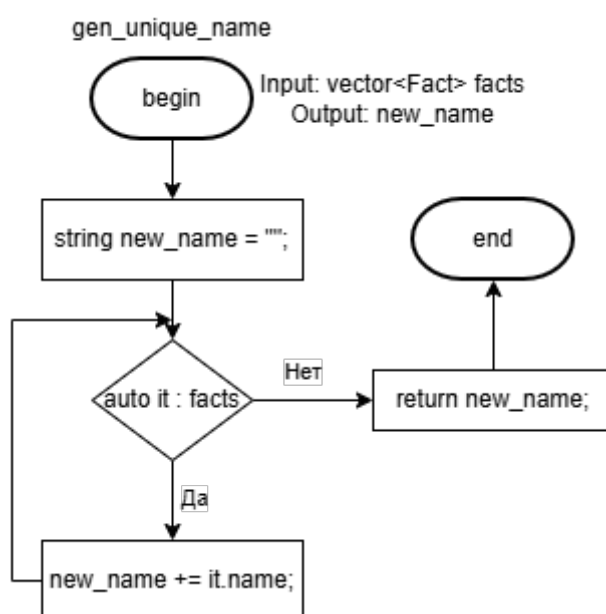 gen_unique_name
begin
Input: vector<Fact> facts
Output: new_name
string new_name = "";
end
auto it : facts
Нет
return new_name;
Да
new_name += it.name;